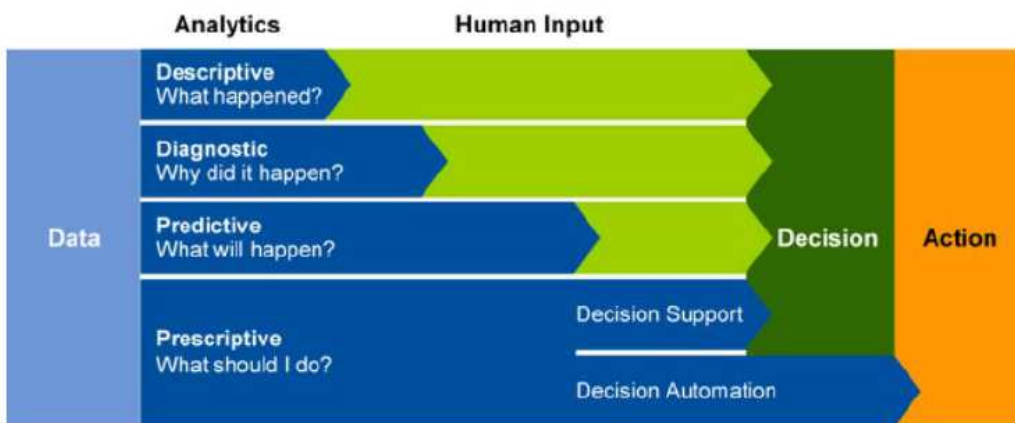 Analytics
Human Input
Descriptive
What happened?
Diagnostic
Why did it happen?
Predictive
What will happen?
Data
Decision
Action
Prescriptive
What should I do?
Decision Support
Decision Automation